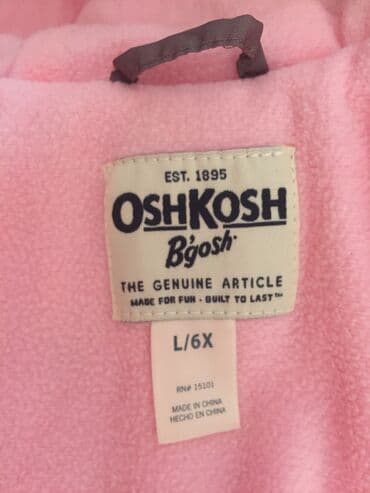 EST. 1895
OSHKOSH
B'gosh
THE GENUINE ARTICLE
MADE FOR FUN - BUILT TO LAST™
L/6X
RN# 15101
MADE IN CHINA
HECHO EN CHINA